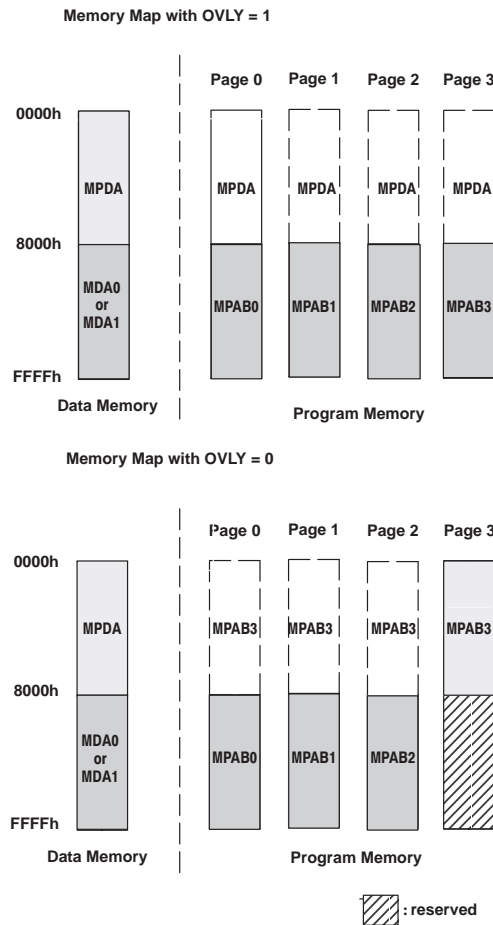 Memory Map with OVLY = 1
Page 0 Page 1 Page 2 Page 3
0000h
MPDA MPDA MPDA MPDA MPDA
8000h
MDA0
or
MDA1
MPAB0 MPAB1 MPAB2 MPAB3
FFFFh
Data Memory
Program Memory
Memory Map with OVLY = 0
Page 0 Page 1 Page 2 Page 3
0000h
MPDA MPAB3 MPAB3 MPAB3 MPAB3
8000h
MDA0
or
MDA1
MPAB0 MPAB1 MPAB2
FFFFh
Data Memory
Program Memory
: reserved